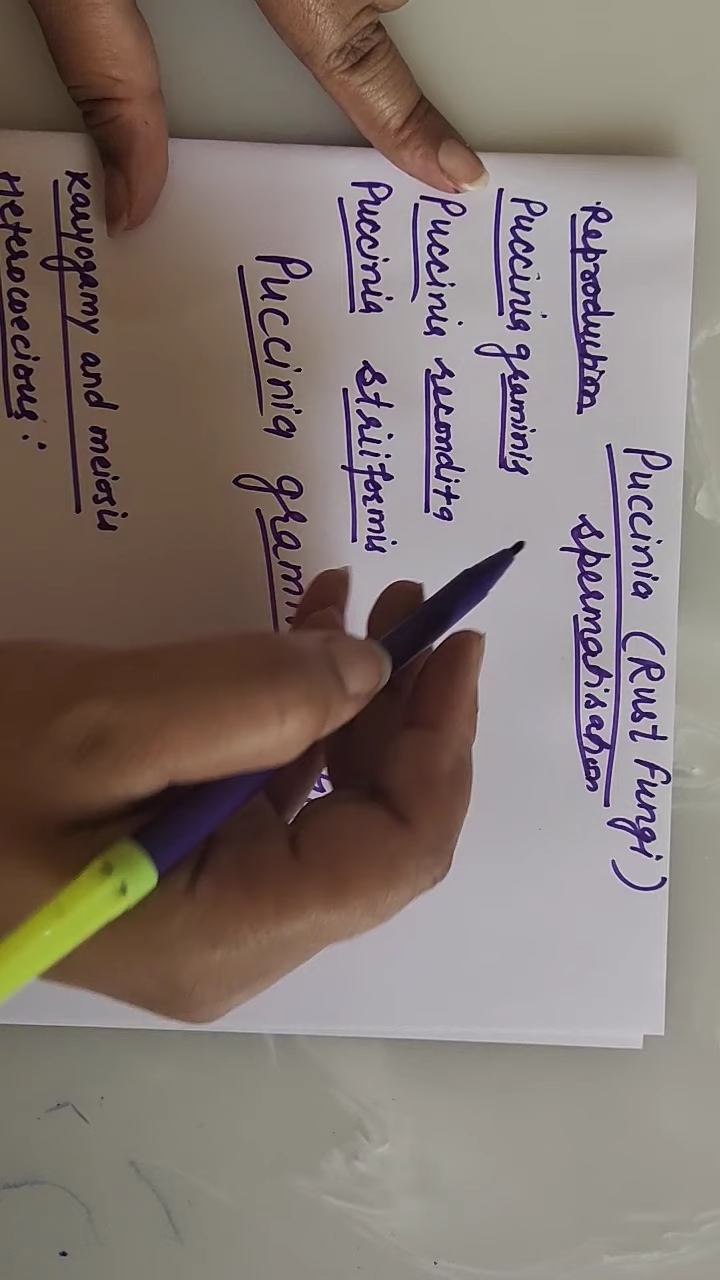 Puccinia (Rust Fungi)
Reproduction spermatisation
Puccinia graminis
Puccinia recondita
Puccinia striiformis
Puccinia
Karyogamy and meiosis
Heteroecious: